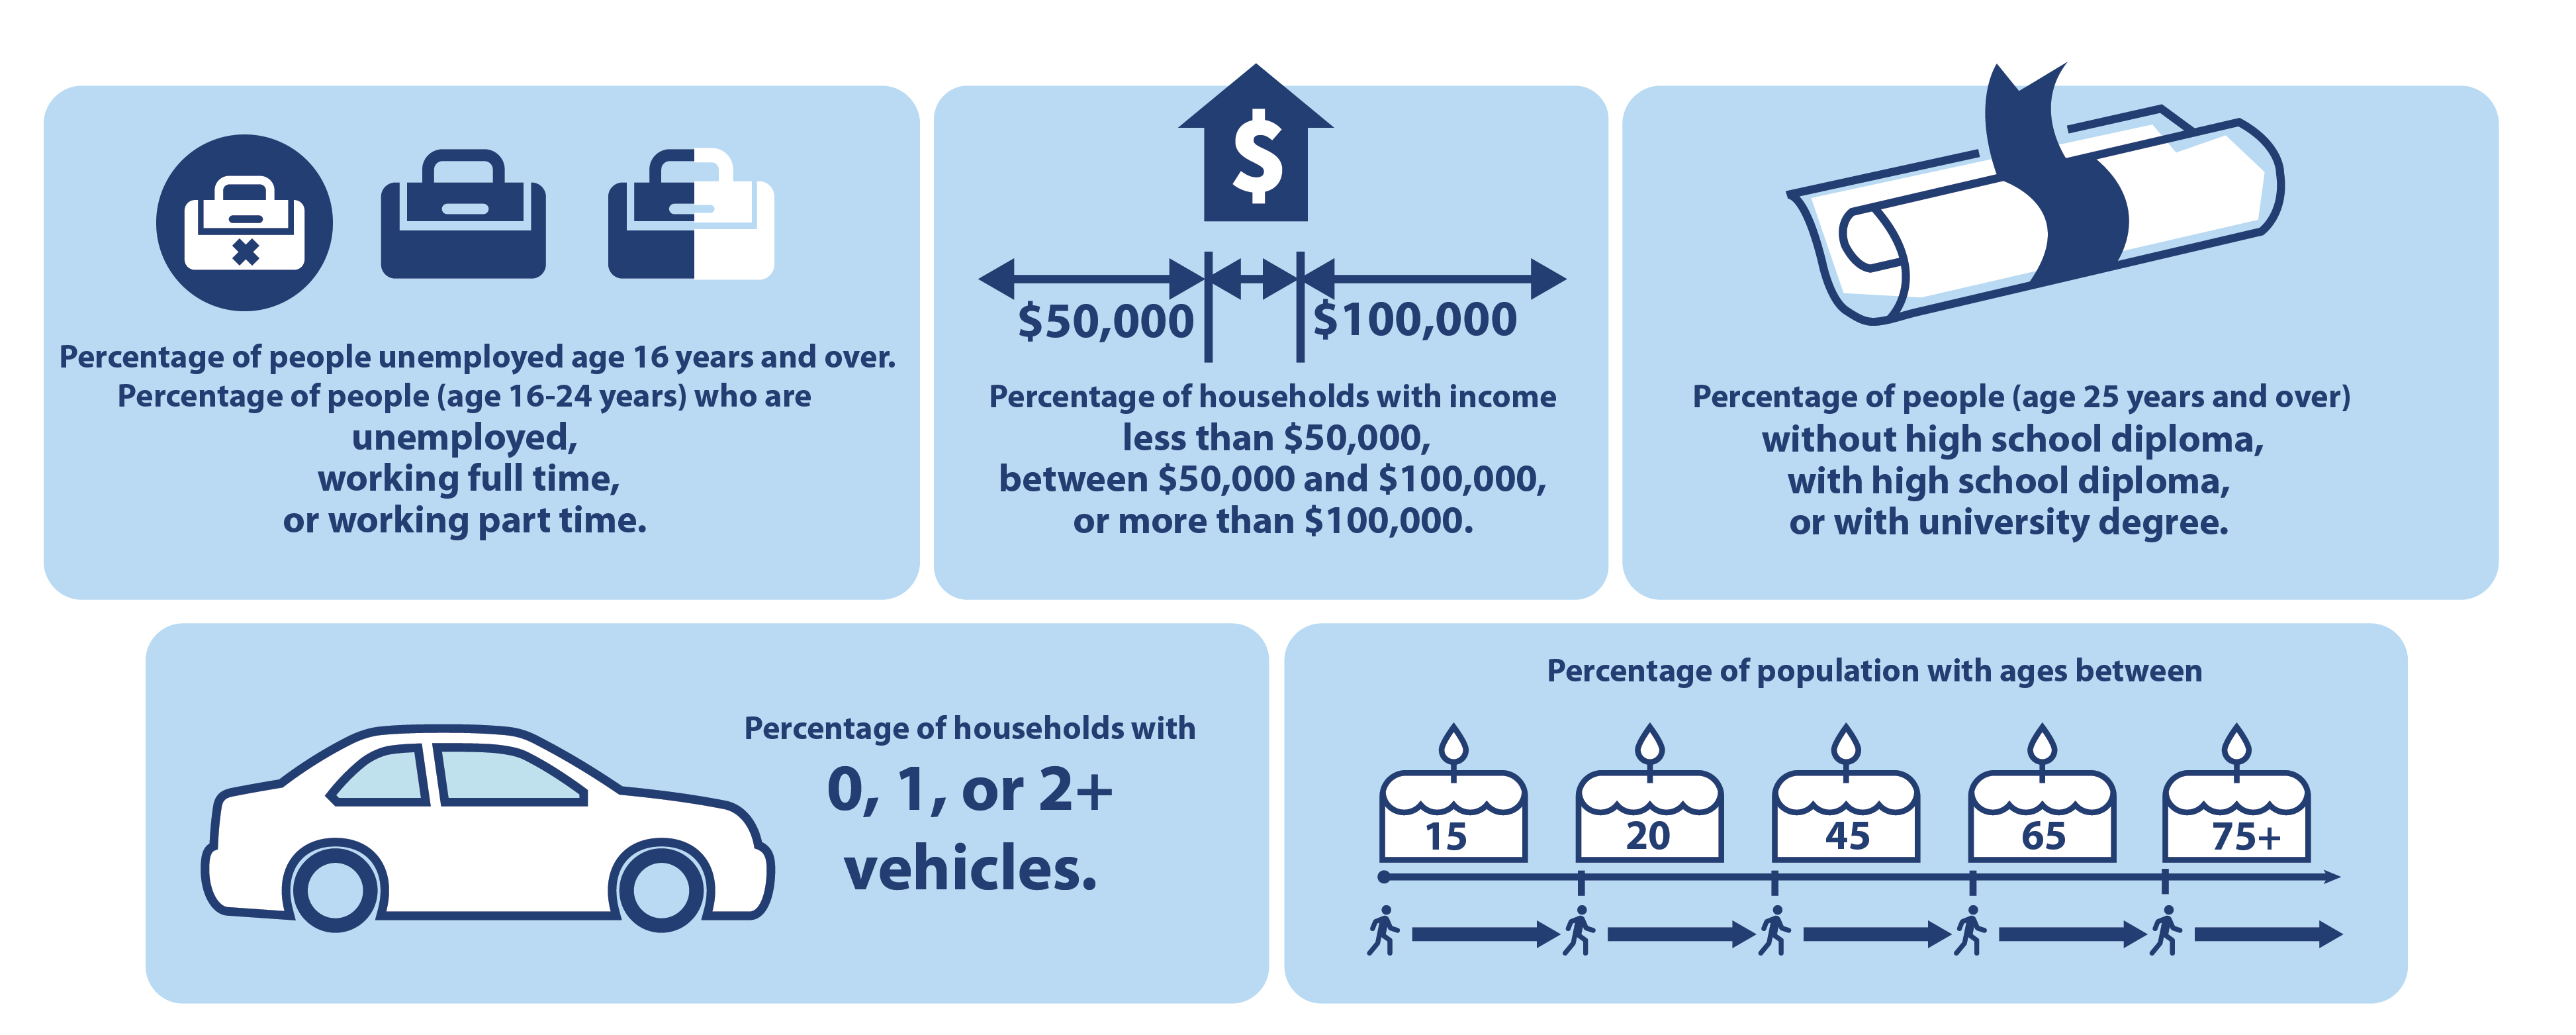 Percentage of people unemployed age 16 years and over.
Percentage of people (age 16-24 years) who are
unemployed,
working full time,
or working part time.
$
$50,000
$100,000
Percentage of households with income
less than $50,000,
between $50,000 and $100,000,
or more than $100,000.
Percentage of people (age 25 years and over)
without high school diploma,
with high school diploma,
or with university degree.
Percentage of households with
0, 1, or 2+
vehicles.
Percentage of population with ages between
15 20 45 65 75+